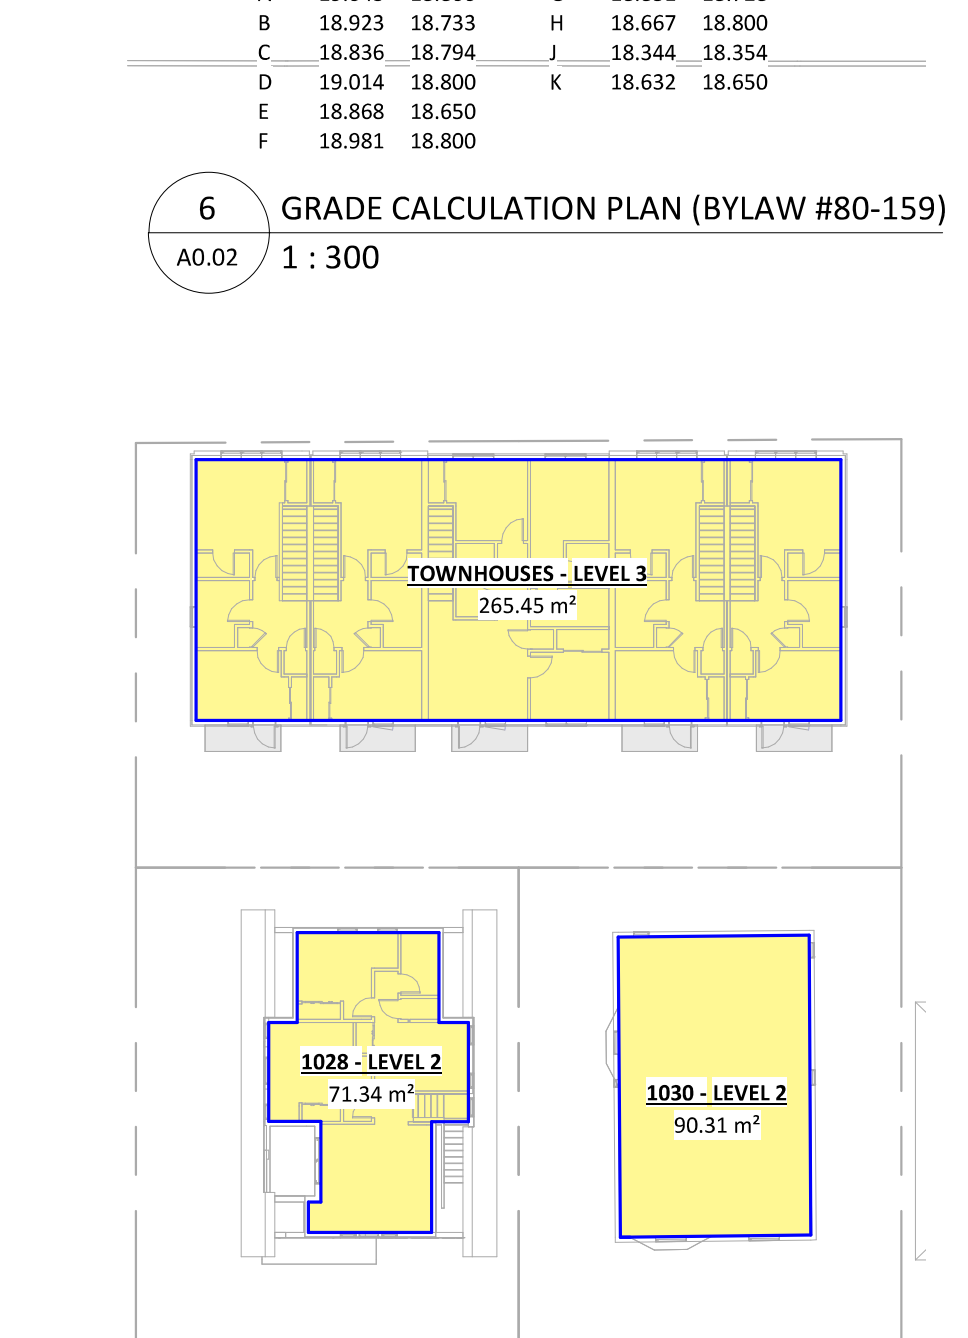 B 18.923 18.733 H 18.667 18.800
C 18.836 18.794 J 18.344 18.354
D 19.014 18.800 K 18.632 18.650
E 18.868 18.650
F 18.981 18.800
6 GRADE CALCULATION PLAN (BYLAW #80-159)
A0.02 1 : 300
TOWNHOUSES - LEVEL 3
265.45 m²
1028 - LEVEL 2
71.34 m²
1030 - LEVEL 2
90.31 m²